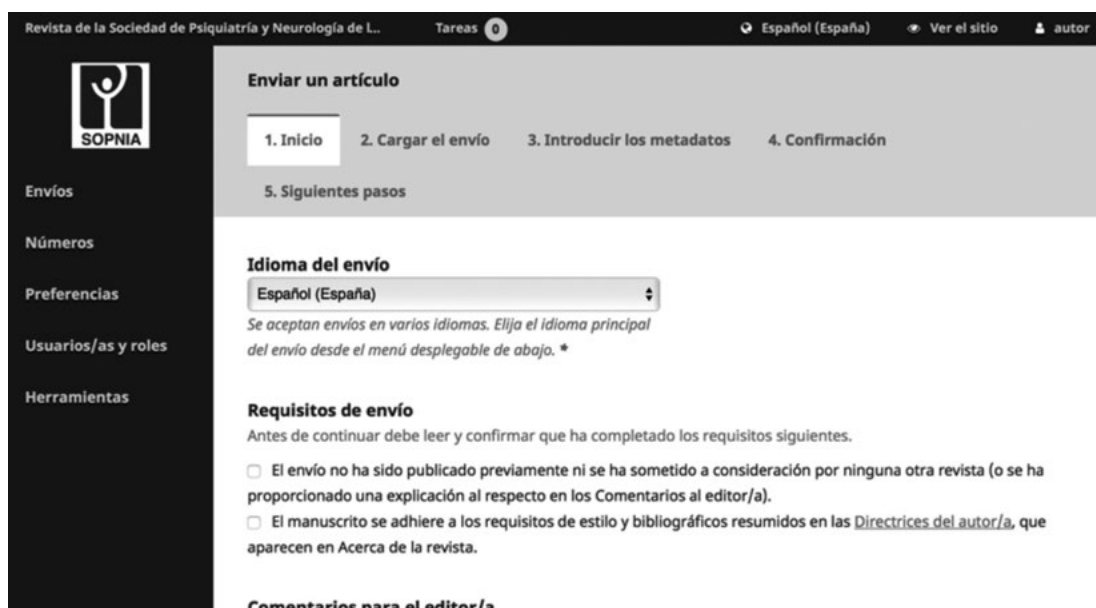 Revista de la Sociedad de Psiquiatría y Neurología de l... Tareas 0 Español (España) Ver el sitio autor
SOPNIA
Enviar un artículo
1. Inicio 2. Cargar el envío 3. Introducir los metadatos 4. Confirmación
5. Siguientes pasos
Envíos
Números
Preferencias
Usuarios/as y roles
Herramientas
Idioma del envío
Español (España)
Se aceptan envíos en varios idiomas. Elija el idioma principal
del envío desde el menú desplegable de abajo. *
Requisitos de envío
Antes de continuar debe leer y confirmar que ha completado los requisitos siguientes.
El envío no ha sido publicado previamente ni se ha sometido a consideración por ninguna otra revista (o se ha
proporcionado una explicación al respecto en los Comentarios al editor/a).
El manuscrito se adhiere a los requisitos de estilo y bibliográficos resumidos en las Directrices del autor/a, que
aparecen en Acerca de la revista.
Comentarios para el editor/a